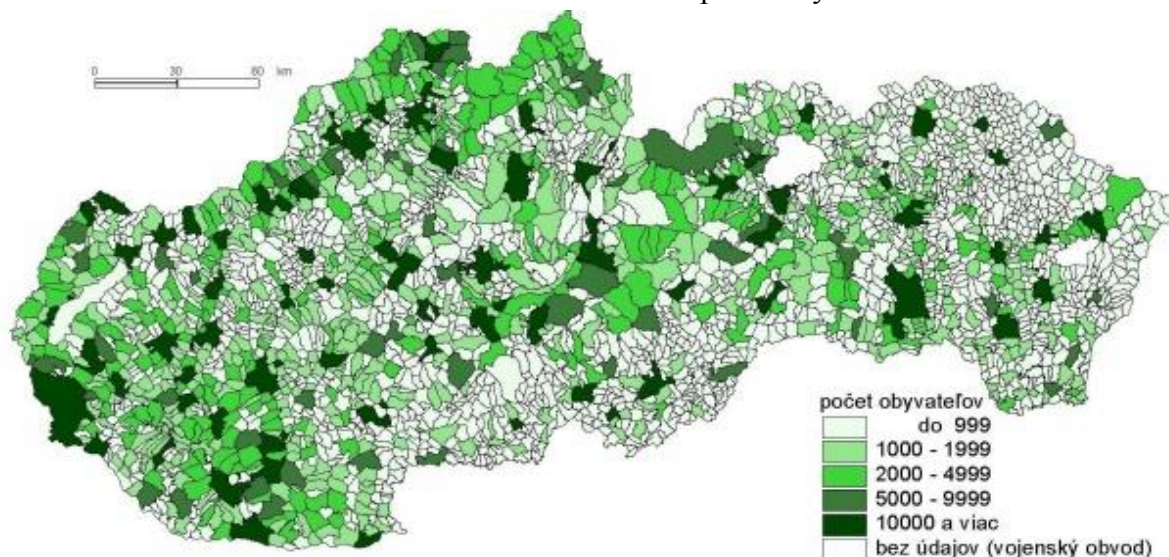 0 30 60 km
počet obyvateľov
do 999
1000 - 1999
2000 - 4999
5000 - 9999
10000 a viac
bez údajov (vojenský obvod)